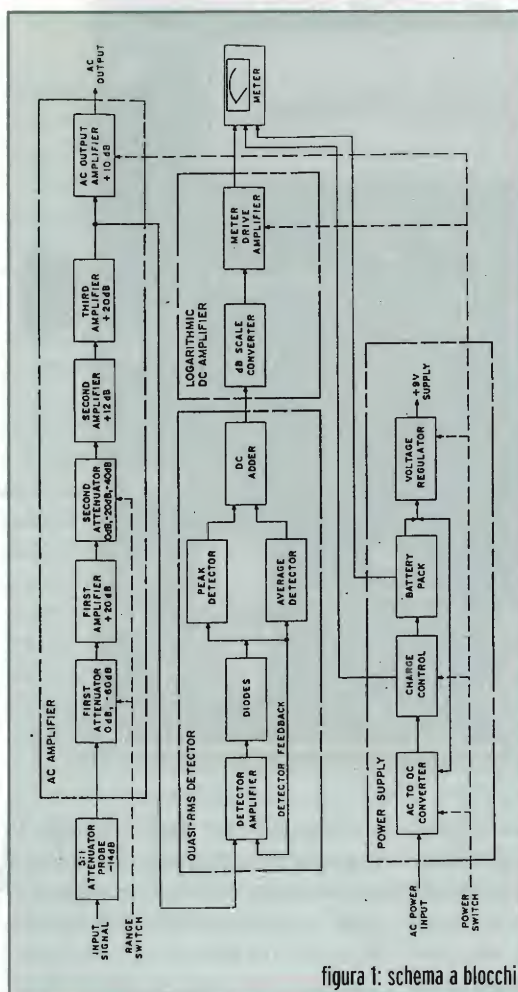 AC AMPLIFIER
INPUT
SIGNAL
5:1
ATTENUATOR
PROBE
-14dB
FIRST
ATTENUATOR
0dB, -60dB
FIRST
AMPLIFIER
+20dB
SECOND
ATTENUATOR
0dB, -20dB, -40dB
SECOND
AMPLIFIER
+12dB
THIRD
AMPLIFIER
+20dB
AC OUTPUT
AMPLIFIER
+10 dB
AC
OUTPUT
RANGE
SWITCH
QUASI-RMS DETECTOR
DETECTOR
AMPLIFIER
DIODES
PEAK
DETECTOR
AVERAGE
DETECTOR
DC
ADDER
DETECTOR FEEDBACK
LOGARITHMIC
DC AMPLIFIER
dB SCALE
CONVERTER
METER
DRIVE
AMPLIFIER
METER
POWER SUPPLY
AC POWER
INPUT
AC TO DC
CONVERTER
CHARGE
CONTROL
BATTERY
PACK
VOLTAGE
REGULATOR
+9V
SUPPLY
POWER
SWITCH
figura 1: schema a blocchi